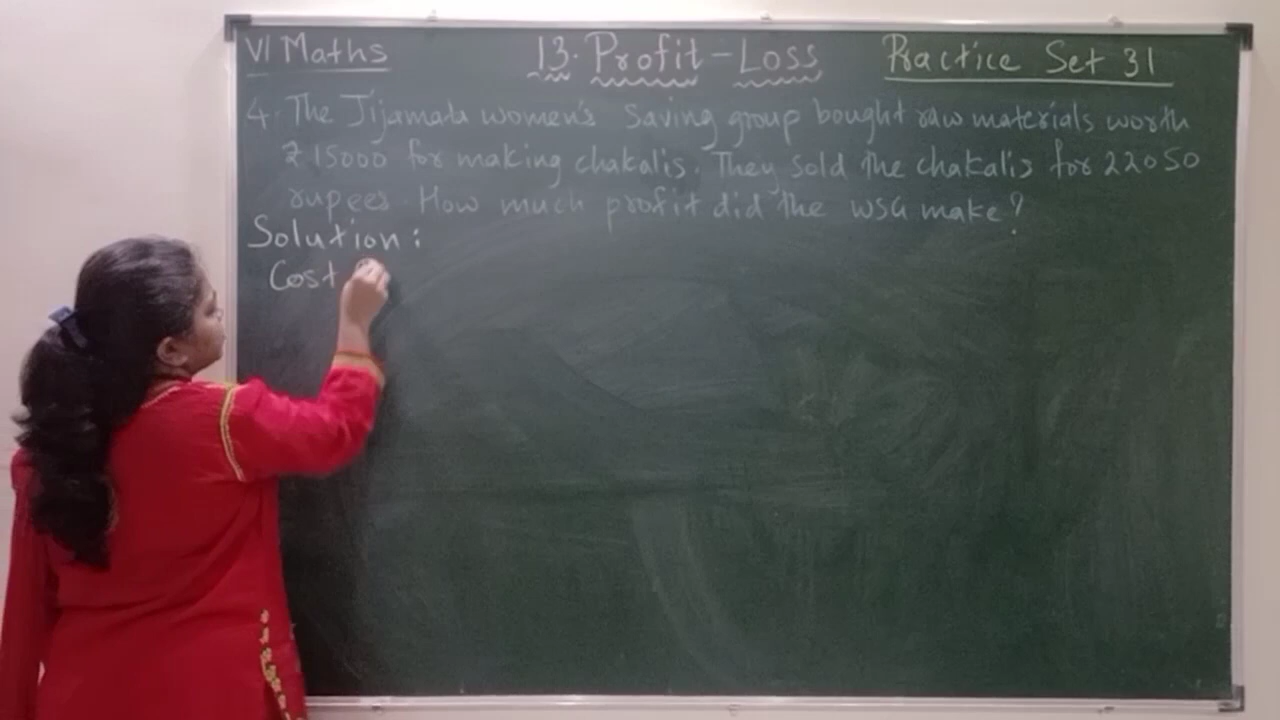 VI Maths
13. Profit - Loss
Practice Set 31
4. The Jijamata women's saving group bought raw materials worth
₹ 15000 for making chakalis. They sold the chakalis for 22050
rupees. How much profit did the WSG make?
Solution:
Cost